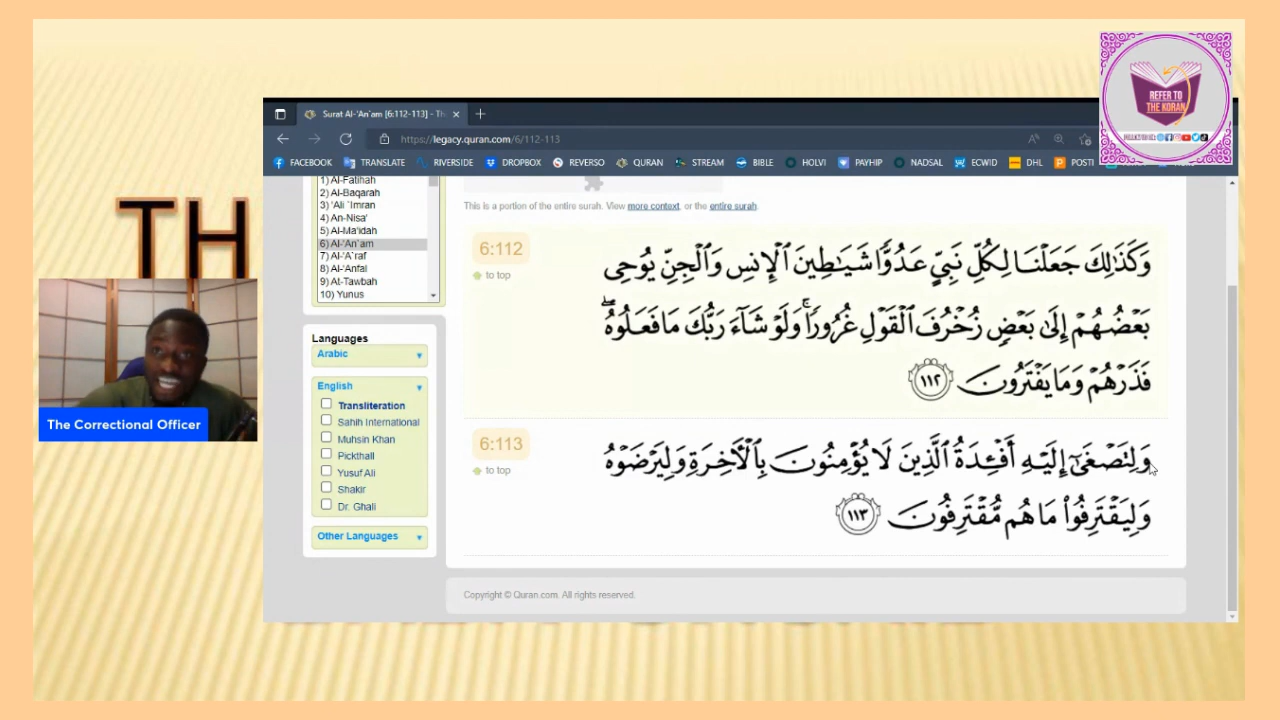 REFER TO
THE KORAN
TH
Surat Al-'An`am [6:112-113] - Th
https://legacy.quran.com/6/112-113
FACEBOOK TRANSLATE RIVERSIDE DROPBOX REVERSO QURAN STREAM BIBLE HOLVI PAYHIP NADSAL ECWID DHL POSTI
1) Al-Fatihah
2) Al-Baqarah
3) 'Ali `Imran
4) An-Nisa'
5) Al-Ma'idah
6) Al-'An`am
7) Al-'A`raf
8) Al-'Anfal
9) At-Tawbah
10) Yunus
Languages
Arabic
English
Transliteration
Sahih International
Muhsin Khan
Pickthall
Yusuf Ali
Shakir
Dr. Ghali
Other Languages
This is a portion of the entire surah. View more context, or the entire surah.
6:112
to top
وَكَذَٰلِكَ جَعَلْنَا لِكُلِّ نَبِيٍّ عَدُوًّا شَيَٰطِينَ ٱلْإِنسِ وَٱلْجِنِّ يُوحِى
بَعْضُهُمْ إِلَىٰ بَعْضٍ زُخْرُفَ ٱلْقَوْلِ غُرُورًا ۚ وَلَوْ شَآءَ رَبُّكَ مَا فَعَلُوهُ ۖ
فَذَرْهُمْ وَمَا يَفْتَرُونَ ١١٢
6:113
to top
وَلِتَصْغَىٰٓ إِلَيْهِ أَفْـِٔدَةُ ٱلَّذِينَ لَا يُؤْمِنُونَ بِٱلْـَٔاخِرَةِ وَلِيَرْضَوْهُ
وَلِيَقْتَرِفُوا۟ مَا هُم مُّقْتَرِفُونَ ١١٣
Copyright © Quran.com. All rights reserved.
The Correctional Officer